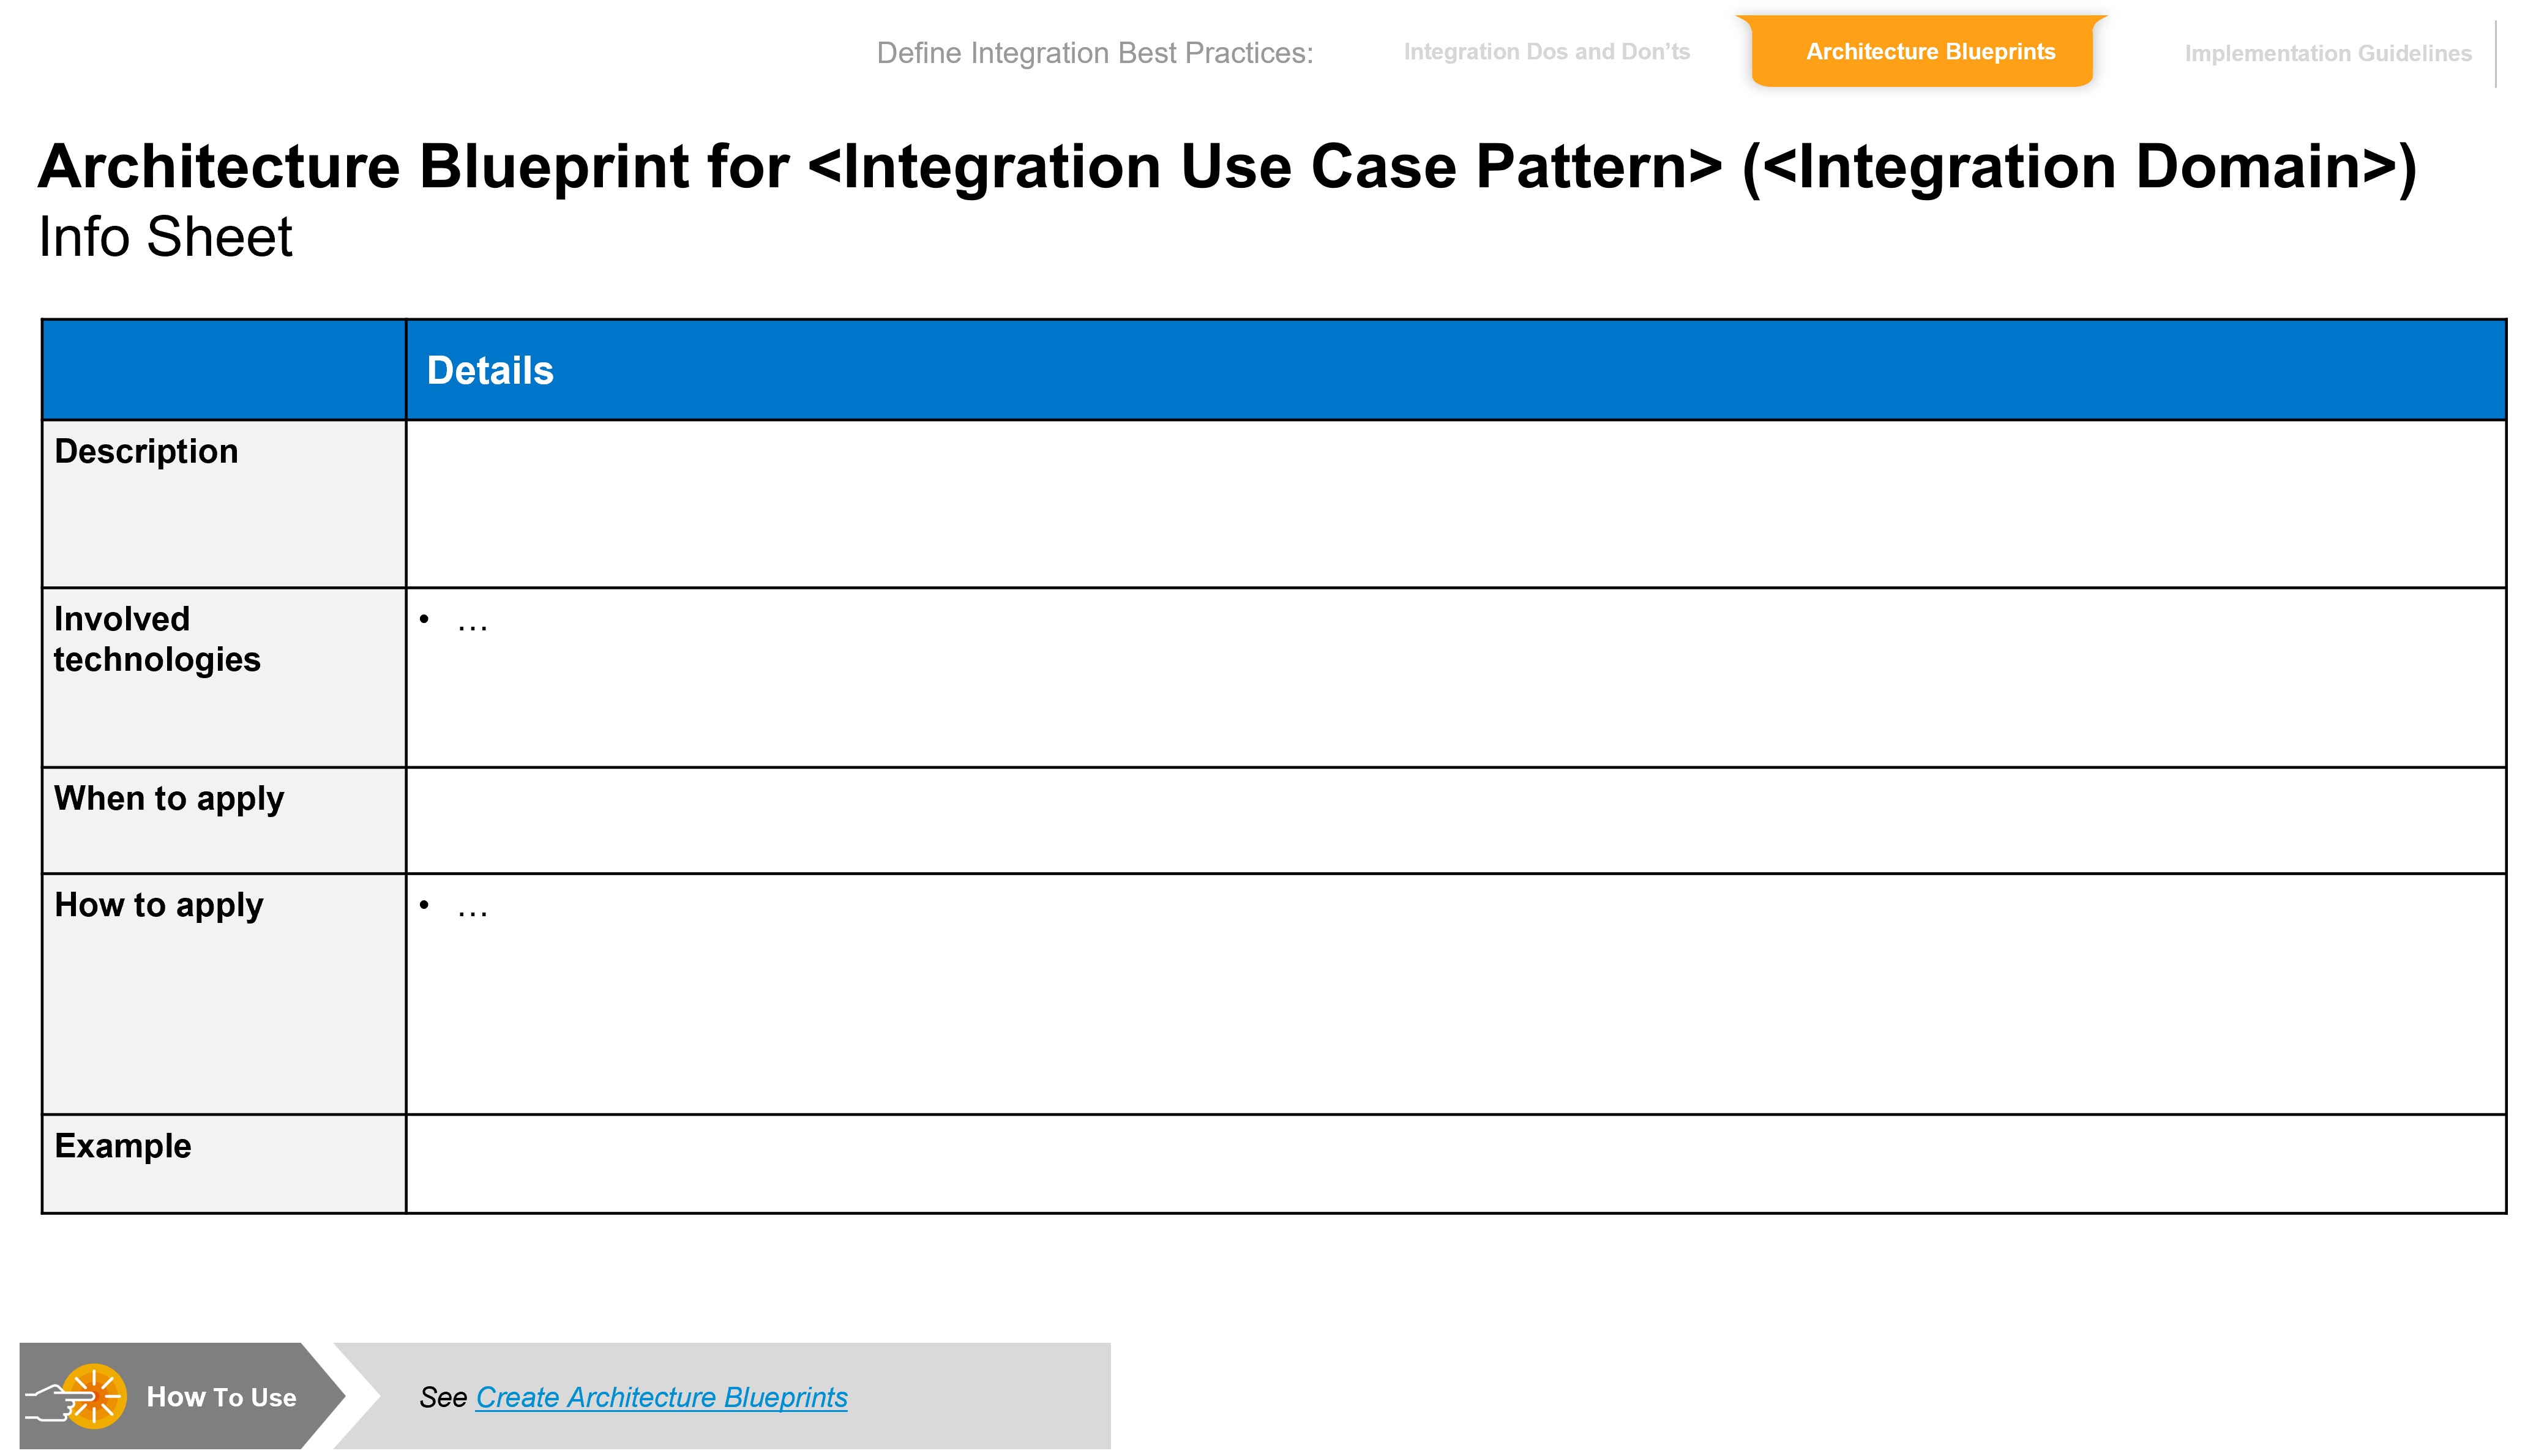 Define Integration Best Practices:
Integration Dos and Don’ts
Architecture Blueprints
Implementation Guidelines
Architecture Blueprint for <Integration Use Case Pattern> (<Integration Domain>)
Info Sheet
Details
Description
Involved
technologies
• …
When to apply
How to apply
• …
Example
How To Use
See Create Architecture Blueprints